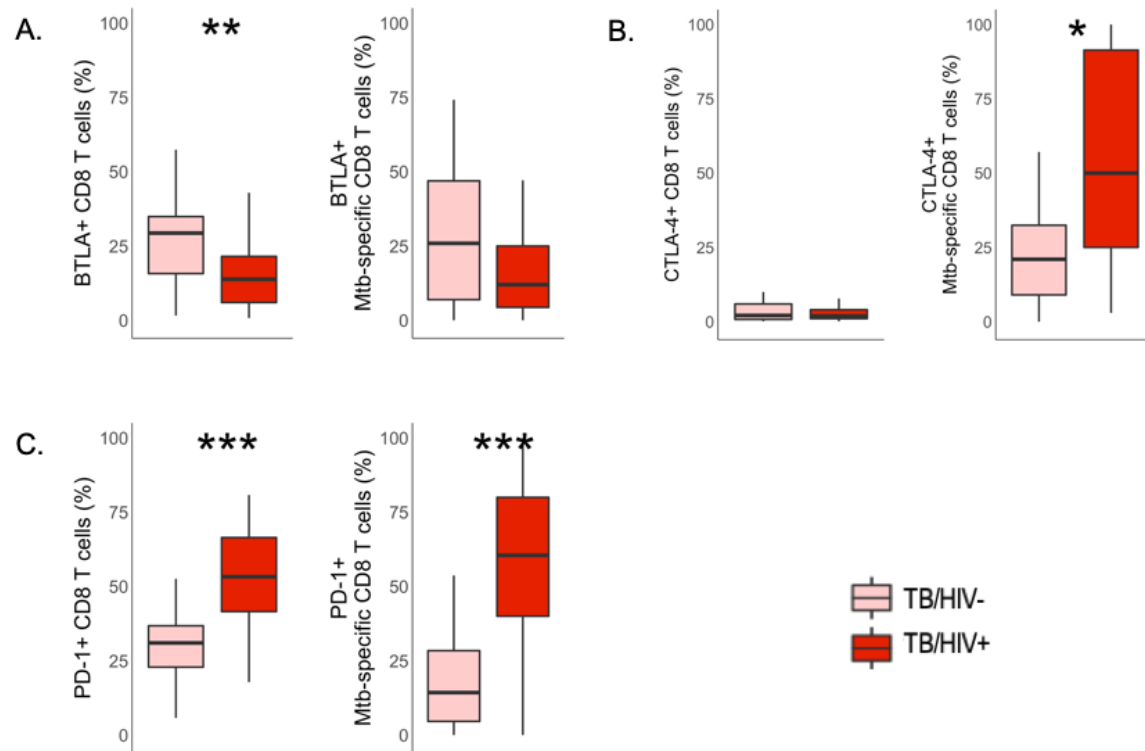 A.
**
100
75
50
25
0
BTLA+ CD8 T cells (%)
100
75
50
25
0
BTLA+
Mtb-specific CD8 T cells (%)
B.
100
75
50
25
0
CTLA-4+ CD8 T cells (%)
*
100
75
50
25
0
CTLA-4+
Mtb-specific CD8 T cells (%)
C.
***
100
75
50
25
0
PD-1+ CD8 T cells (%)
***
100
75
50
25
0
PD-1+
Mtb-specific CD8 T cells (%)
TB/HIV-
TB/HIV+